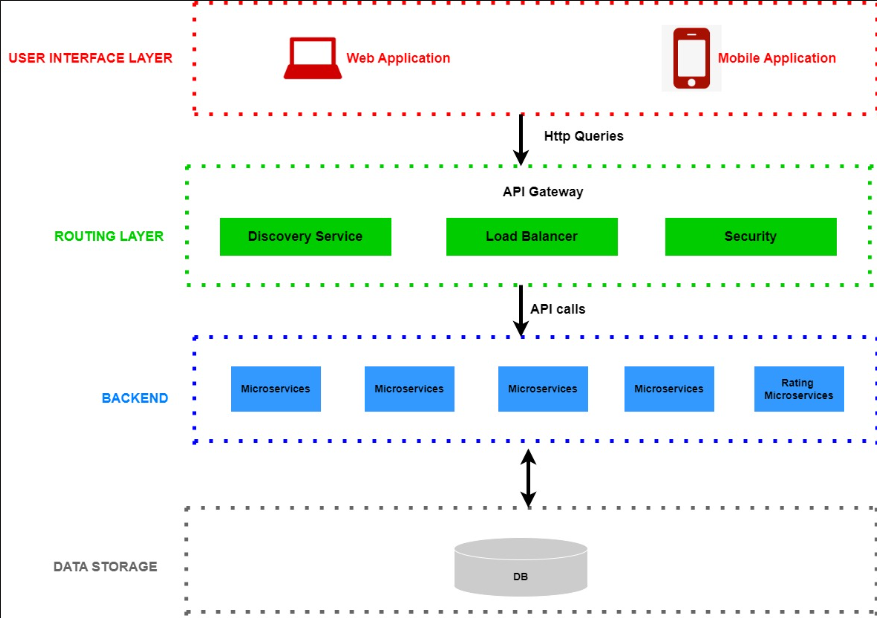 USER INTERFACE LAYER
Web Application
Mobile Application
Http Queries
API Gateway
ROUTING LAYER
Discovery Service
Load Balancer
Security
API calls
BACKEND
Microservices
Microservices
Microservices
Microservices
Rating
Microservices
DATA STORAGE
DB